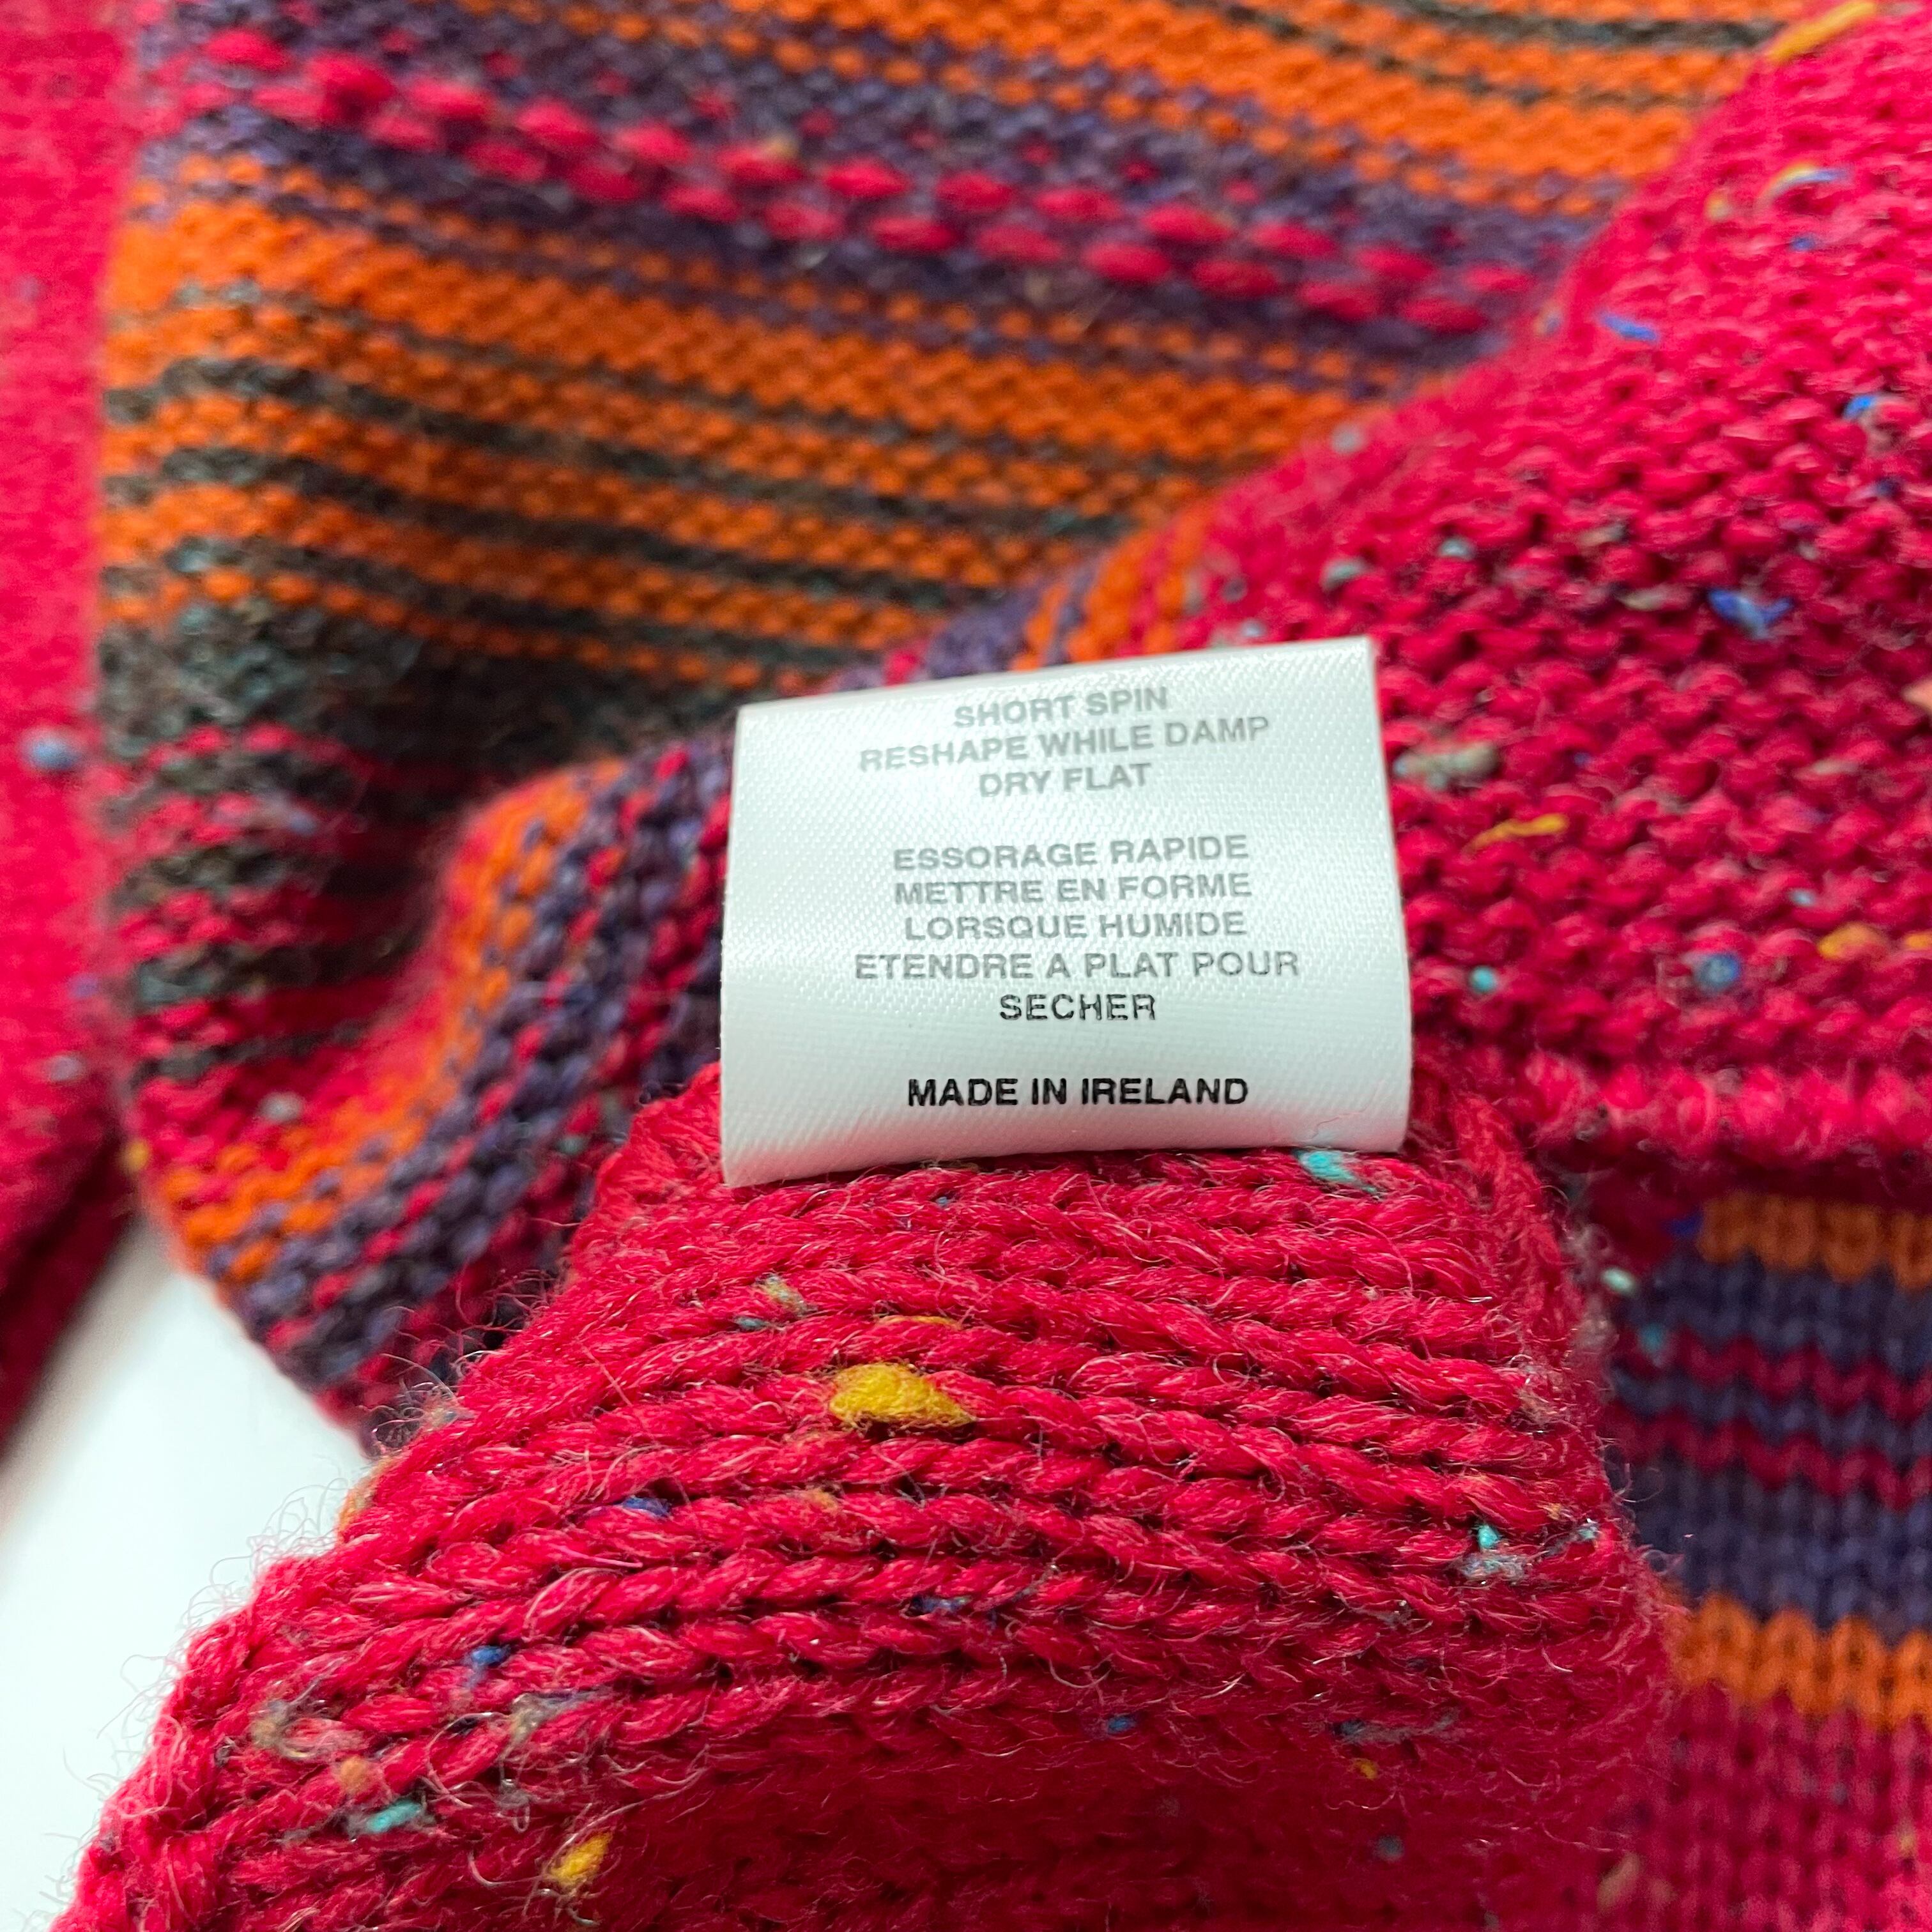 SHORT SPIN
RESHAPE WHILE DAMP
DRY FLAT
ESSORAGE RAPIDE
METTRE EN FORME
LORSQUE HUMIDE
ETENDRE A PLAT POUR
SECHER
MADE IN IRELAND